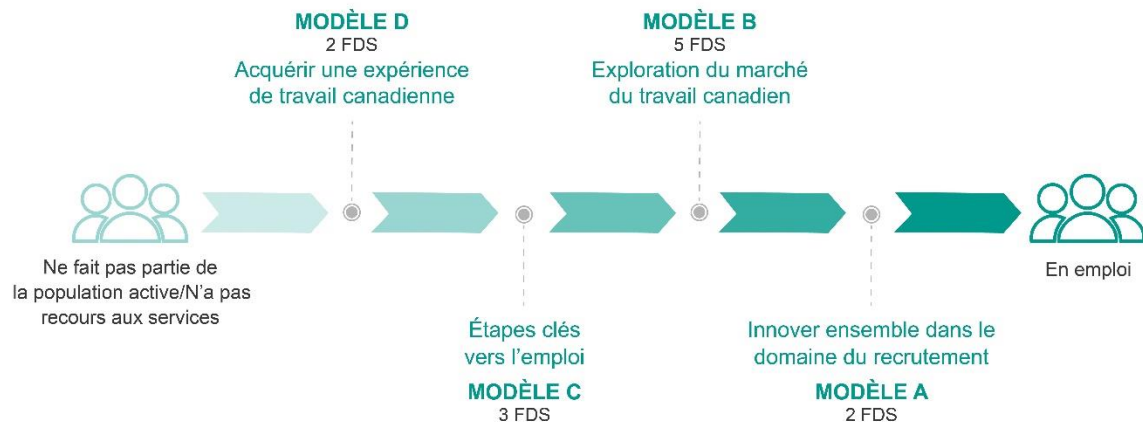 MODÈLE D
2 FDS
Acquérir une expérience
de travail canadienne
MODÈLE B
5 FDS
Exploration du marché
du travail canadien
Ne fait pas partie de
la population active/N’a pas
recours aux services
En emploi
Étapes clés
vers l’emploi
MODÈLE C
3 FDS
Innover ensemble dans le
domaine du recrutement
MODÈLE A
2 FDS